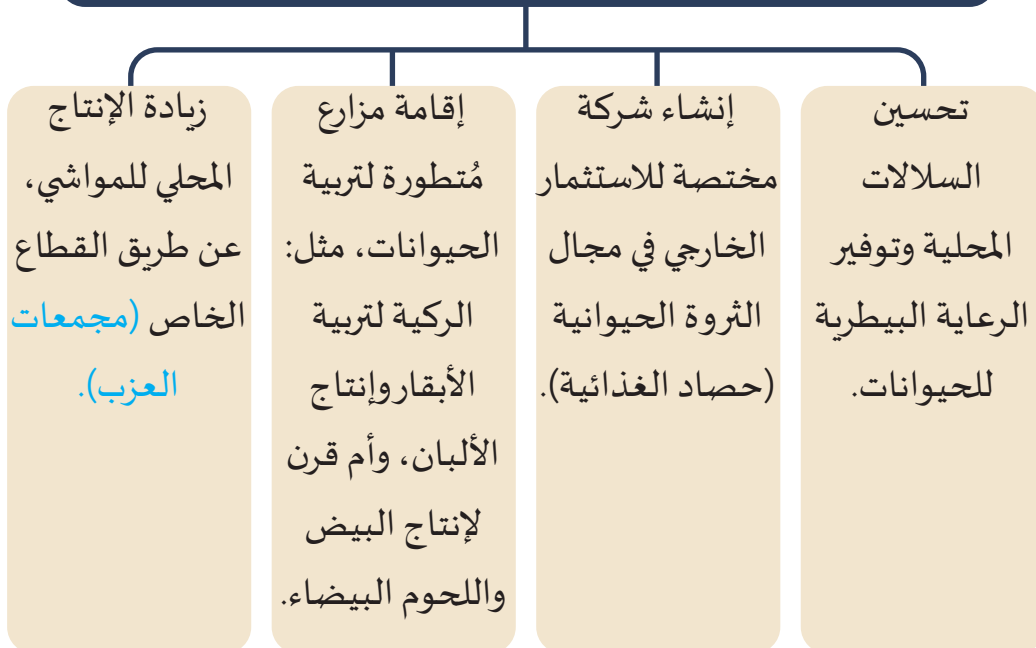 تحسين
السلالات
المحلية وتوفير
الرعاية البيطرية
للحيوانات.
إنشاء شركة
مختصة للاستثمار
الخارجي في مجال
الثروة الحيوانية
(حصاد الغذائية).
إقامة مزارع
مُتطورة لتربية
الحيوانات، مثل:
الركية لتربية
الأبقاروإنتاج
الألبان، وأم قرن
لإنتاج البيض
واللحوم البيضاء.
زيادة الإنتاج
المحلي للمواشي،
عن طريق القطاع
الخاص (مجمعات
العزب).